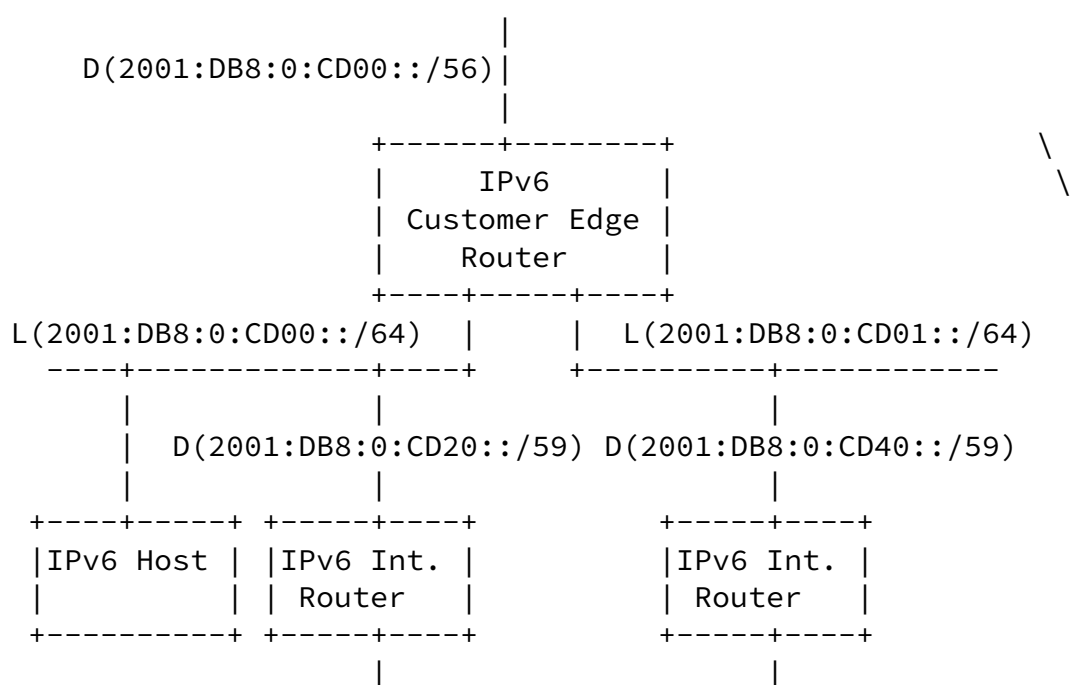 D(2001:DB8:0:CD00::/56)
IPv6
Customer Edge
Router
L(2001:DB8:0:CD00::/64) L(2001:DB8:0:CD01::/64)
D(2001:DB8:0:CD20::/59) D(2001:DB8:0:CD40::/59)
IPv6 Host IPv6 Int. IPv6 Int.
Router Router